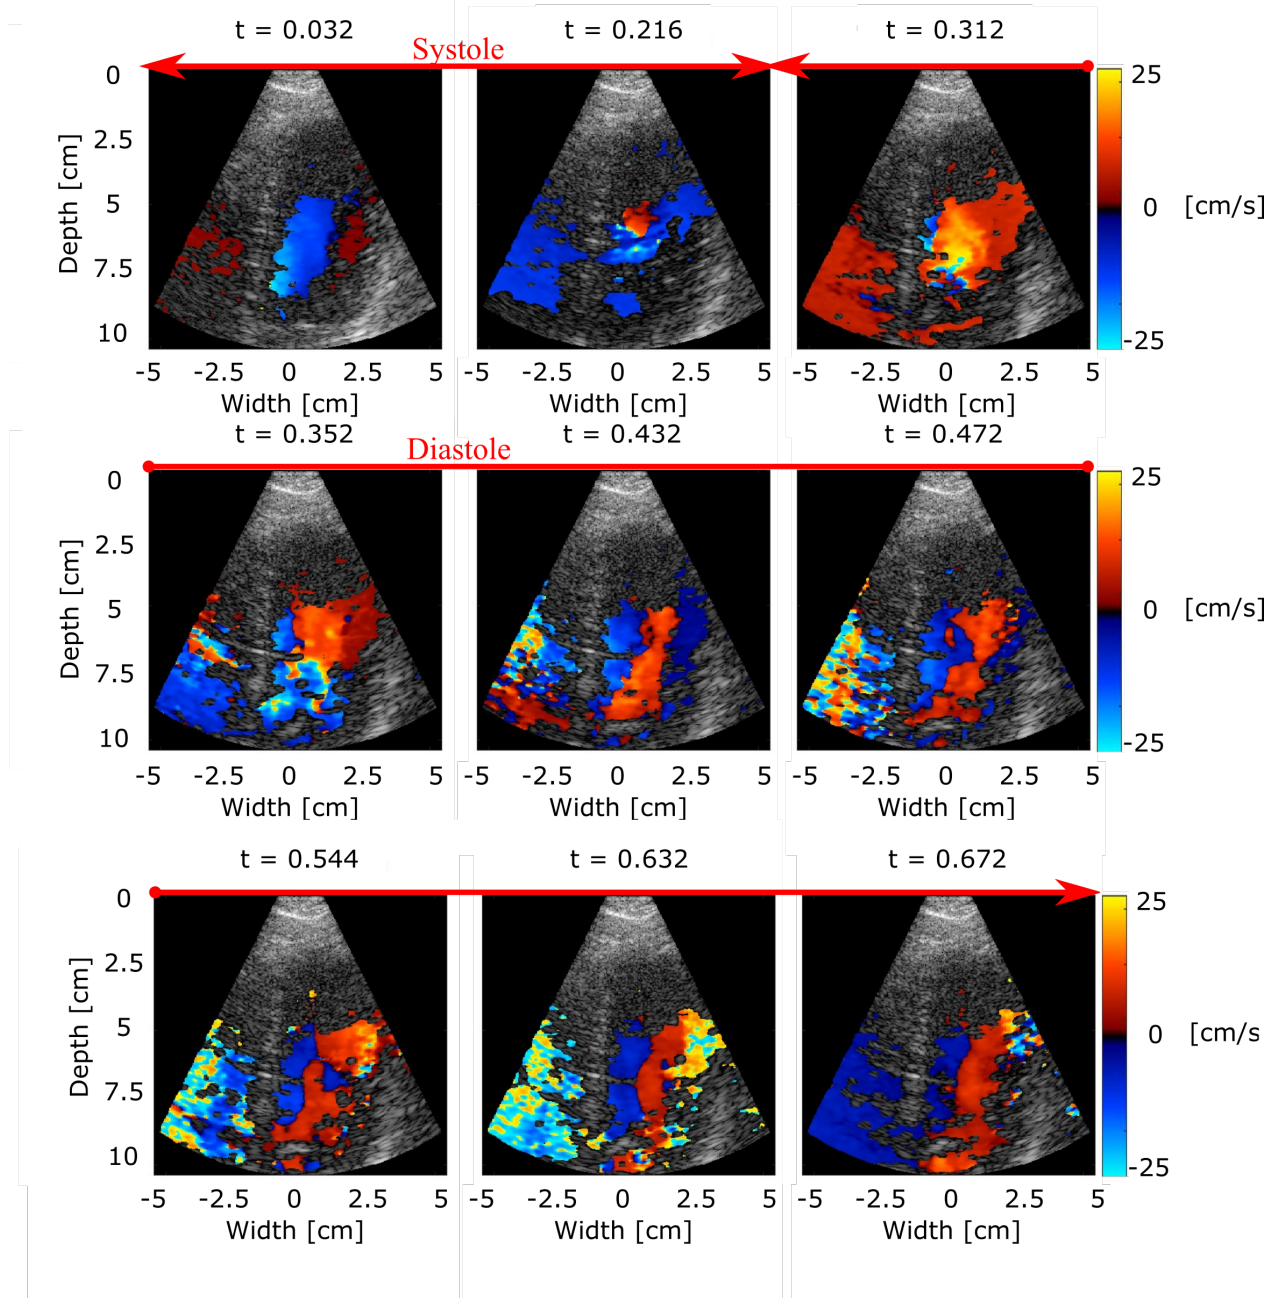 t = 0.032 t = 0.216 t = 0.312
Systole
0 25
2.5
5 0 [cm/s]
7.5
10 -25
Depth [cm]
-5 -2.5 0 2.5 5 -5 -2.5 0 2.5 5 -5 -2.5 0 2.5 5
Width [cm] Width [cm] Width [cm]
t = 0.352 t = 0.432 t = 0.472
Diastole
0 25
2.5
5 0 [cm/s]
7.5
10 -25
Depth [cm]
-5 -2.5 0 2.5 5 -5 -2.5 0 2.5 5 -5 -2.5 0 2.5 5
Width [cm] Width [cm] Width [cm]
t = 0.544 t = 0.632 t = 0.672
0 25
2.5
5 0 [cm/s
7.5
10 -25
Depth [cm]
-5 -2.5 0 2.5 5 -5 -2.5 0 2.5 5 -5 -2.5 0 2.5 5
Width [cm] Width [cm] Width [cm]